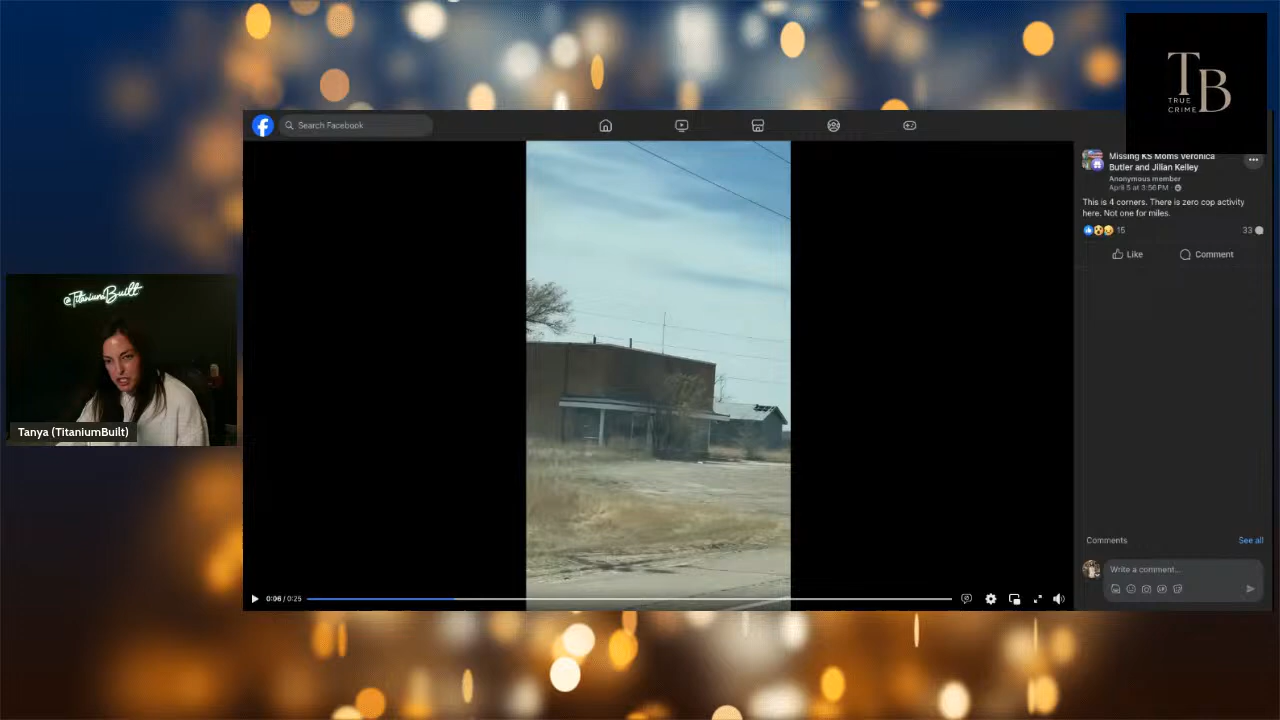 TB
TRUE
CRIME
Search Facebook
Missing KS Moms Veronica
Butler and Jilian Kelley
Anonymous member
April 5 at 3:56 PM
This is 4 corners. There is zero cop activity
here. Not one for miles.
15
33
Like
Comment
@TitaniumBuilt
Tanya (TitaniumBuilt)
Comments
See all
Write a comment...
0:06 / 0:25